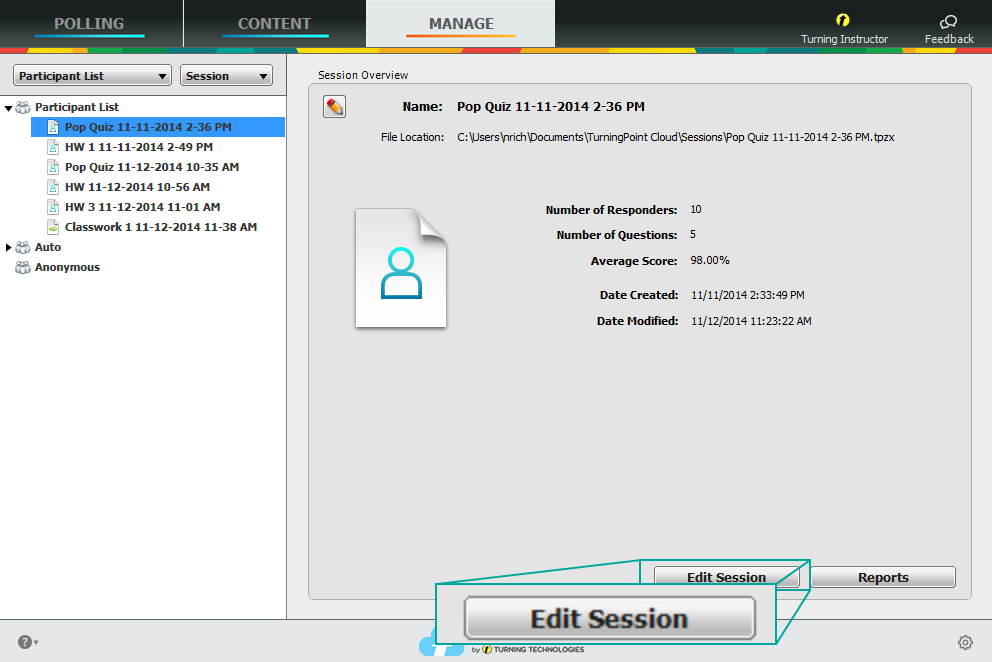 POLLING CONTENT MANAGE Turning Instructor Feedback
Participant List Session
Participant List
Pop Quiz 11-11-2014 2-36 PM
HW 1 11-11-2014 2-49 PM
Pop Quiz 11-12-2014 10-35 AM
HW 11-12-2014 10-56 AM
HW 3 11-12-2014 11-01 AM
Classwork 1 11-12-2014 11-38 AM
Auto
Anonymous
Session Overview
Name: Pop Quiz 11-11-2014 2-36 PM
File Location: C:\Users\nrich\Documents\TurningPoint Cloud\Sessions\Pop Quiz 11-11-2014 2-36 PM.tpzx
Number of Responders: 10
Number of Questions: 5
Average Score: 98.00%
Date Created: 11/11/2014 2:33:49 PM
Date Modified: 11/12/2014 11:23:22 AM
Edit Session Reports
Edit Session
by TURNING TECHNOLOGIES
?